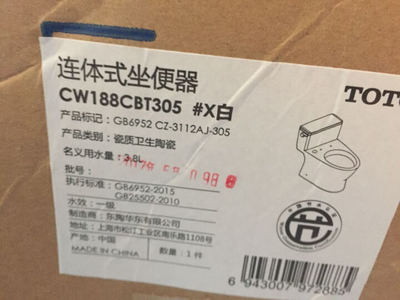 连体式坐便器
CW188CBT305 #X白
TOTO
产品标记：GB6952 CZ-3112AJ-305
产品类别：瓷质卫生陶瓷
名义用水量：3.8L
批号：
执行标准：GB6952-2015
GB25502-2010
水效：一级
制造商：东陶华东有限公司
地址：上海市松江工业区南乐路1108号
产地：中国
数量：1件
MADE IN CHINA
6 943007 972885